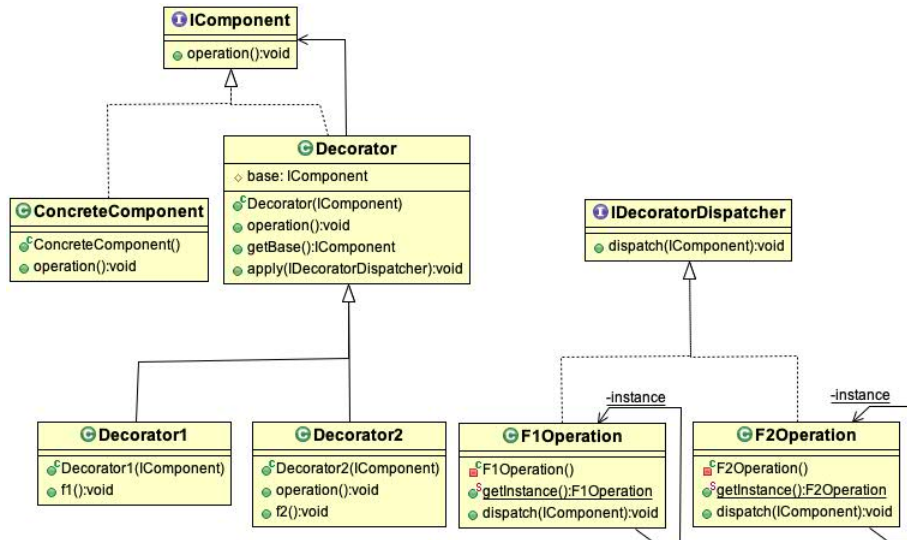 IComponent
operation():void
Decorator
base: IComponent
Decorator(IComponent)
operation():void
getBase():IComponent
apply(IDecoratorDispatcher):void
ConcreteComponent
ConcreteComponent()
operation():void
IDecoratorDispatcher
dispatch(IComponent):void
Decorator1
Decorator1(IComponent)
f1():void
Decorator2
Decorator2(IComponent)
operation():void
f2():void
-instance
F1Operation
F1Operation()
getInstance():F1Operation
dispatch(IComponent):void
-instance
F2Operation
F2Operation()
getInstance():F2Operation
dispatch(IComponent):void